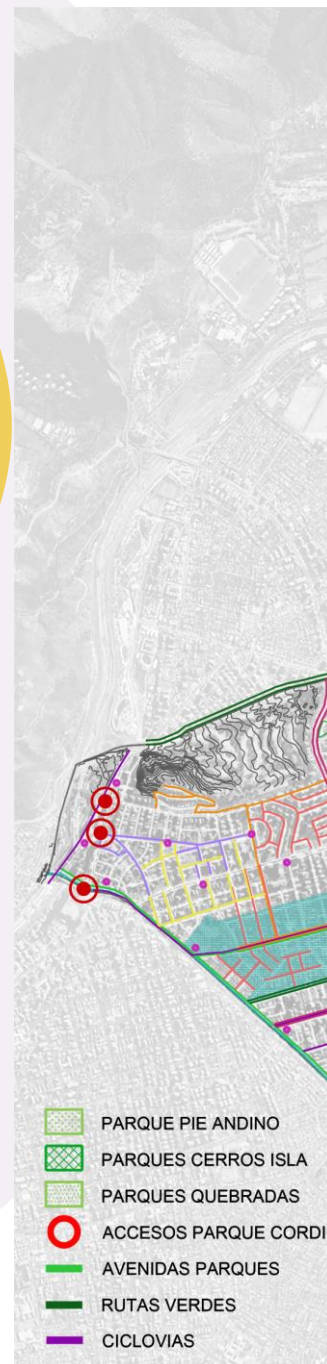 PARQUE PIE ANDINO
PARQUES CERROS ISLA
PARQUES QUEBRADAS
ACCESOS PARQUE CORDI
AVENIDAS PARQUES
RUTAS VERDES
CICLOVIAS